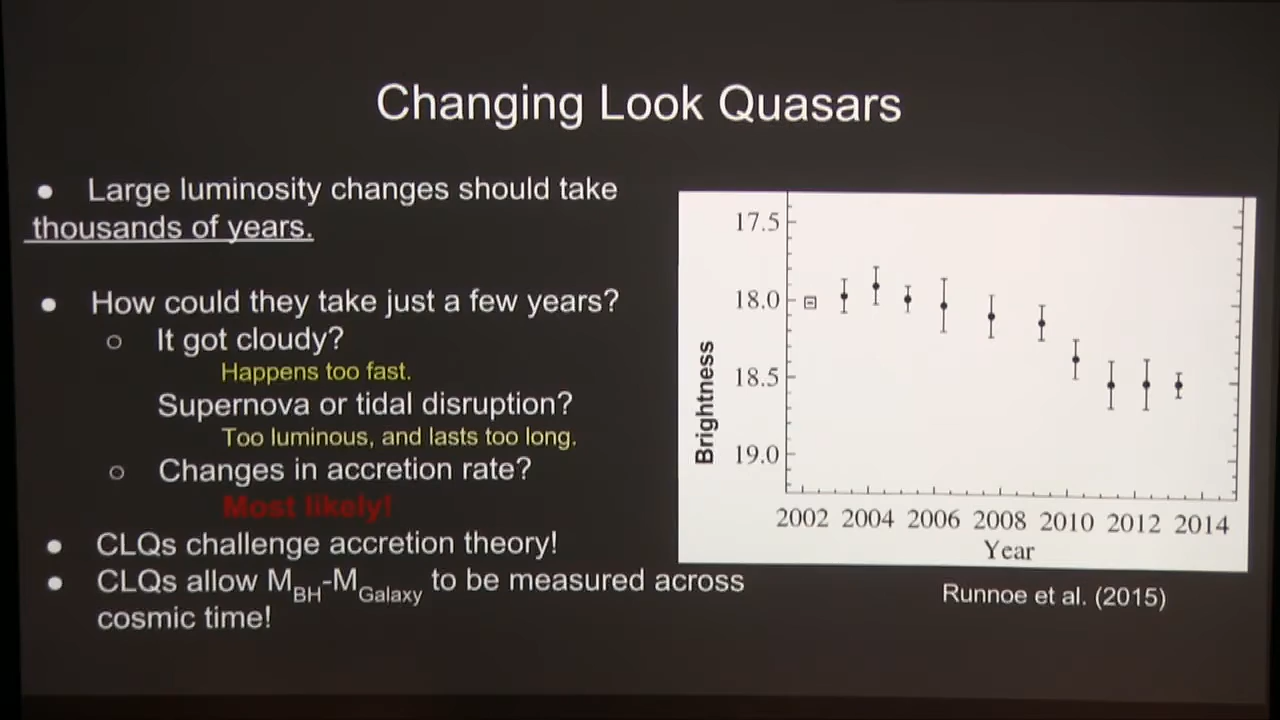 Changing Look Quasars
● Large luminosity changes should take
thousands of years.
● How could they take just a few years?
○ It got cloudy?
Happens too fast.
Supernova or tidal disruption?
Too luminous, and lasts too long.
○ Changes in accretion rate?
Most likely!
● CLQs challenge accretion theory!
● CLQs allow MBH-MGalaxy to be measured across
cosmic time!
Brightness
17.5
18.0
18.5
19.0
2002 2004 2006 2008 2010 2012 2014
Year
Runnoe et al. (2015)